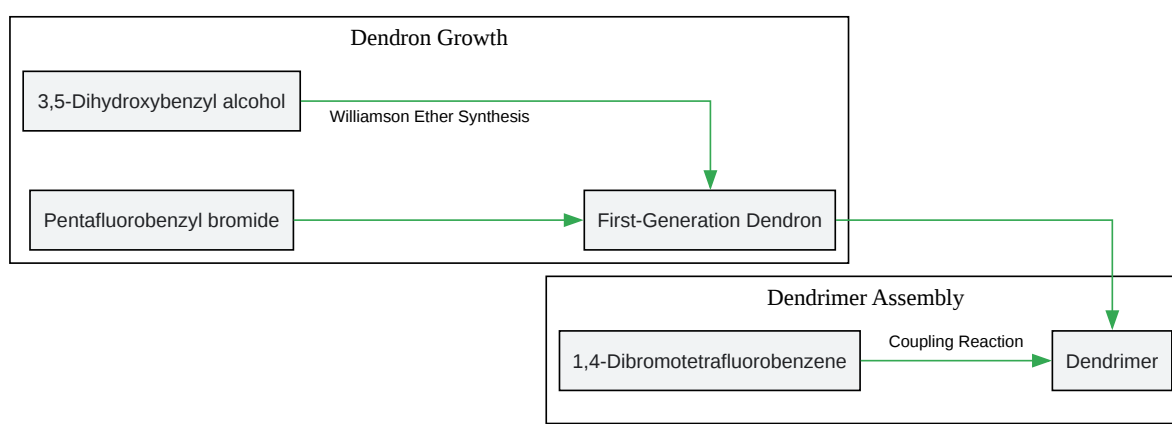 Dendron Growth
3,5-Dihydroxybenzyl alcohol
Williamson Ether Synthesis
Pentafluorobenzyl bromide
First-Generation Dendron
Dendrimer Assembly
Coupling Reaction
1,4-Dibromotetrafluorobenzene
Dendrimer